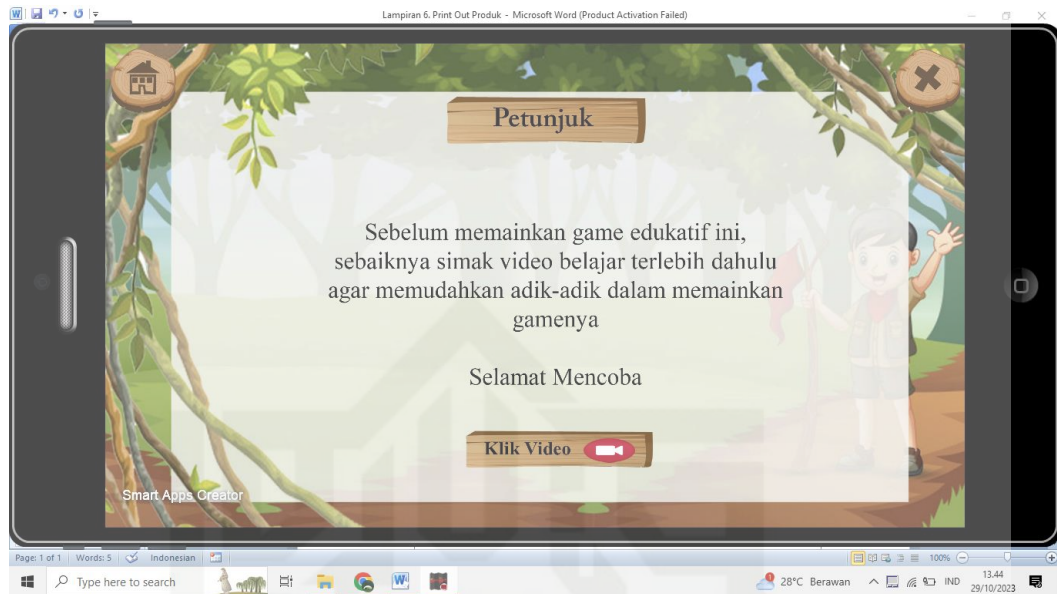 Lampiran 6, Print Out Produk - Microsoft Word (Product Activation Failed)
Petunjuk
Sebelum memainkan game edukatif ini,
sebaiknya simak video belajar terlebih dahulu
agar memudahkan adik-adik dalam memainkan
gamenya
Selamat Mencoba
Klik Video
Smart Apps Creator
Page: 1 of 1 Words: 5 Indonesian 100%
Type here to search 28°C Berawan IND 13.44
29/10/2023